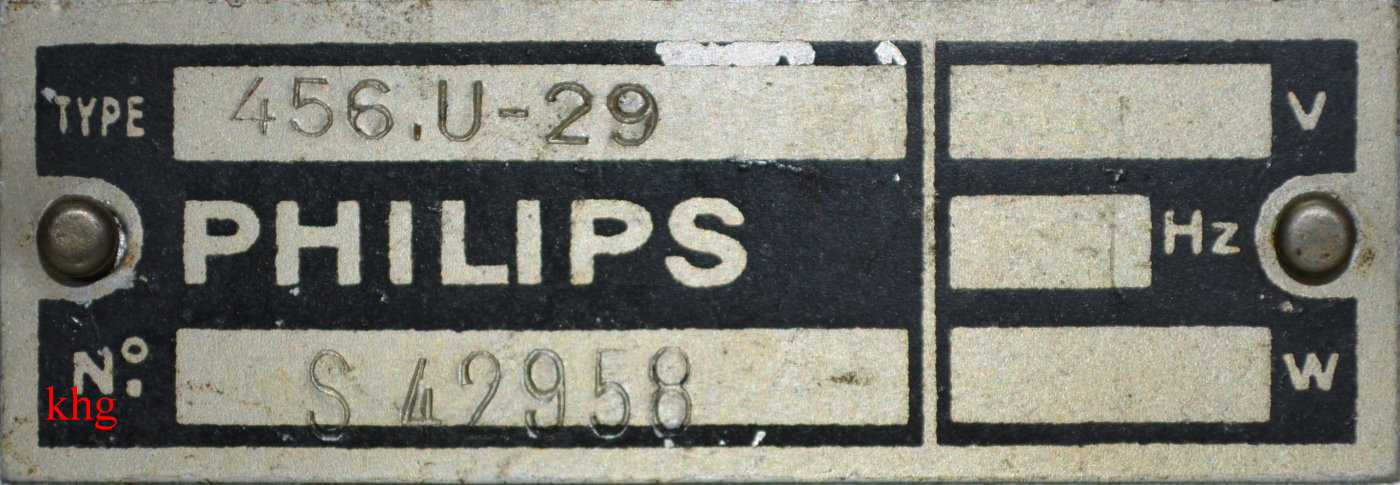 TYPE 456.U-29
PHILIPS
Nº: S 42958
V
Hz
W
khg